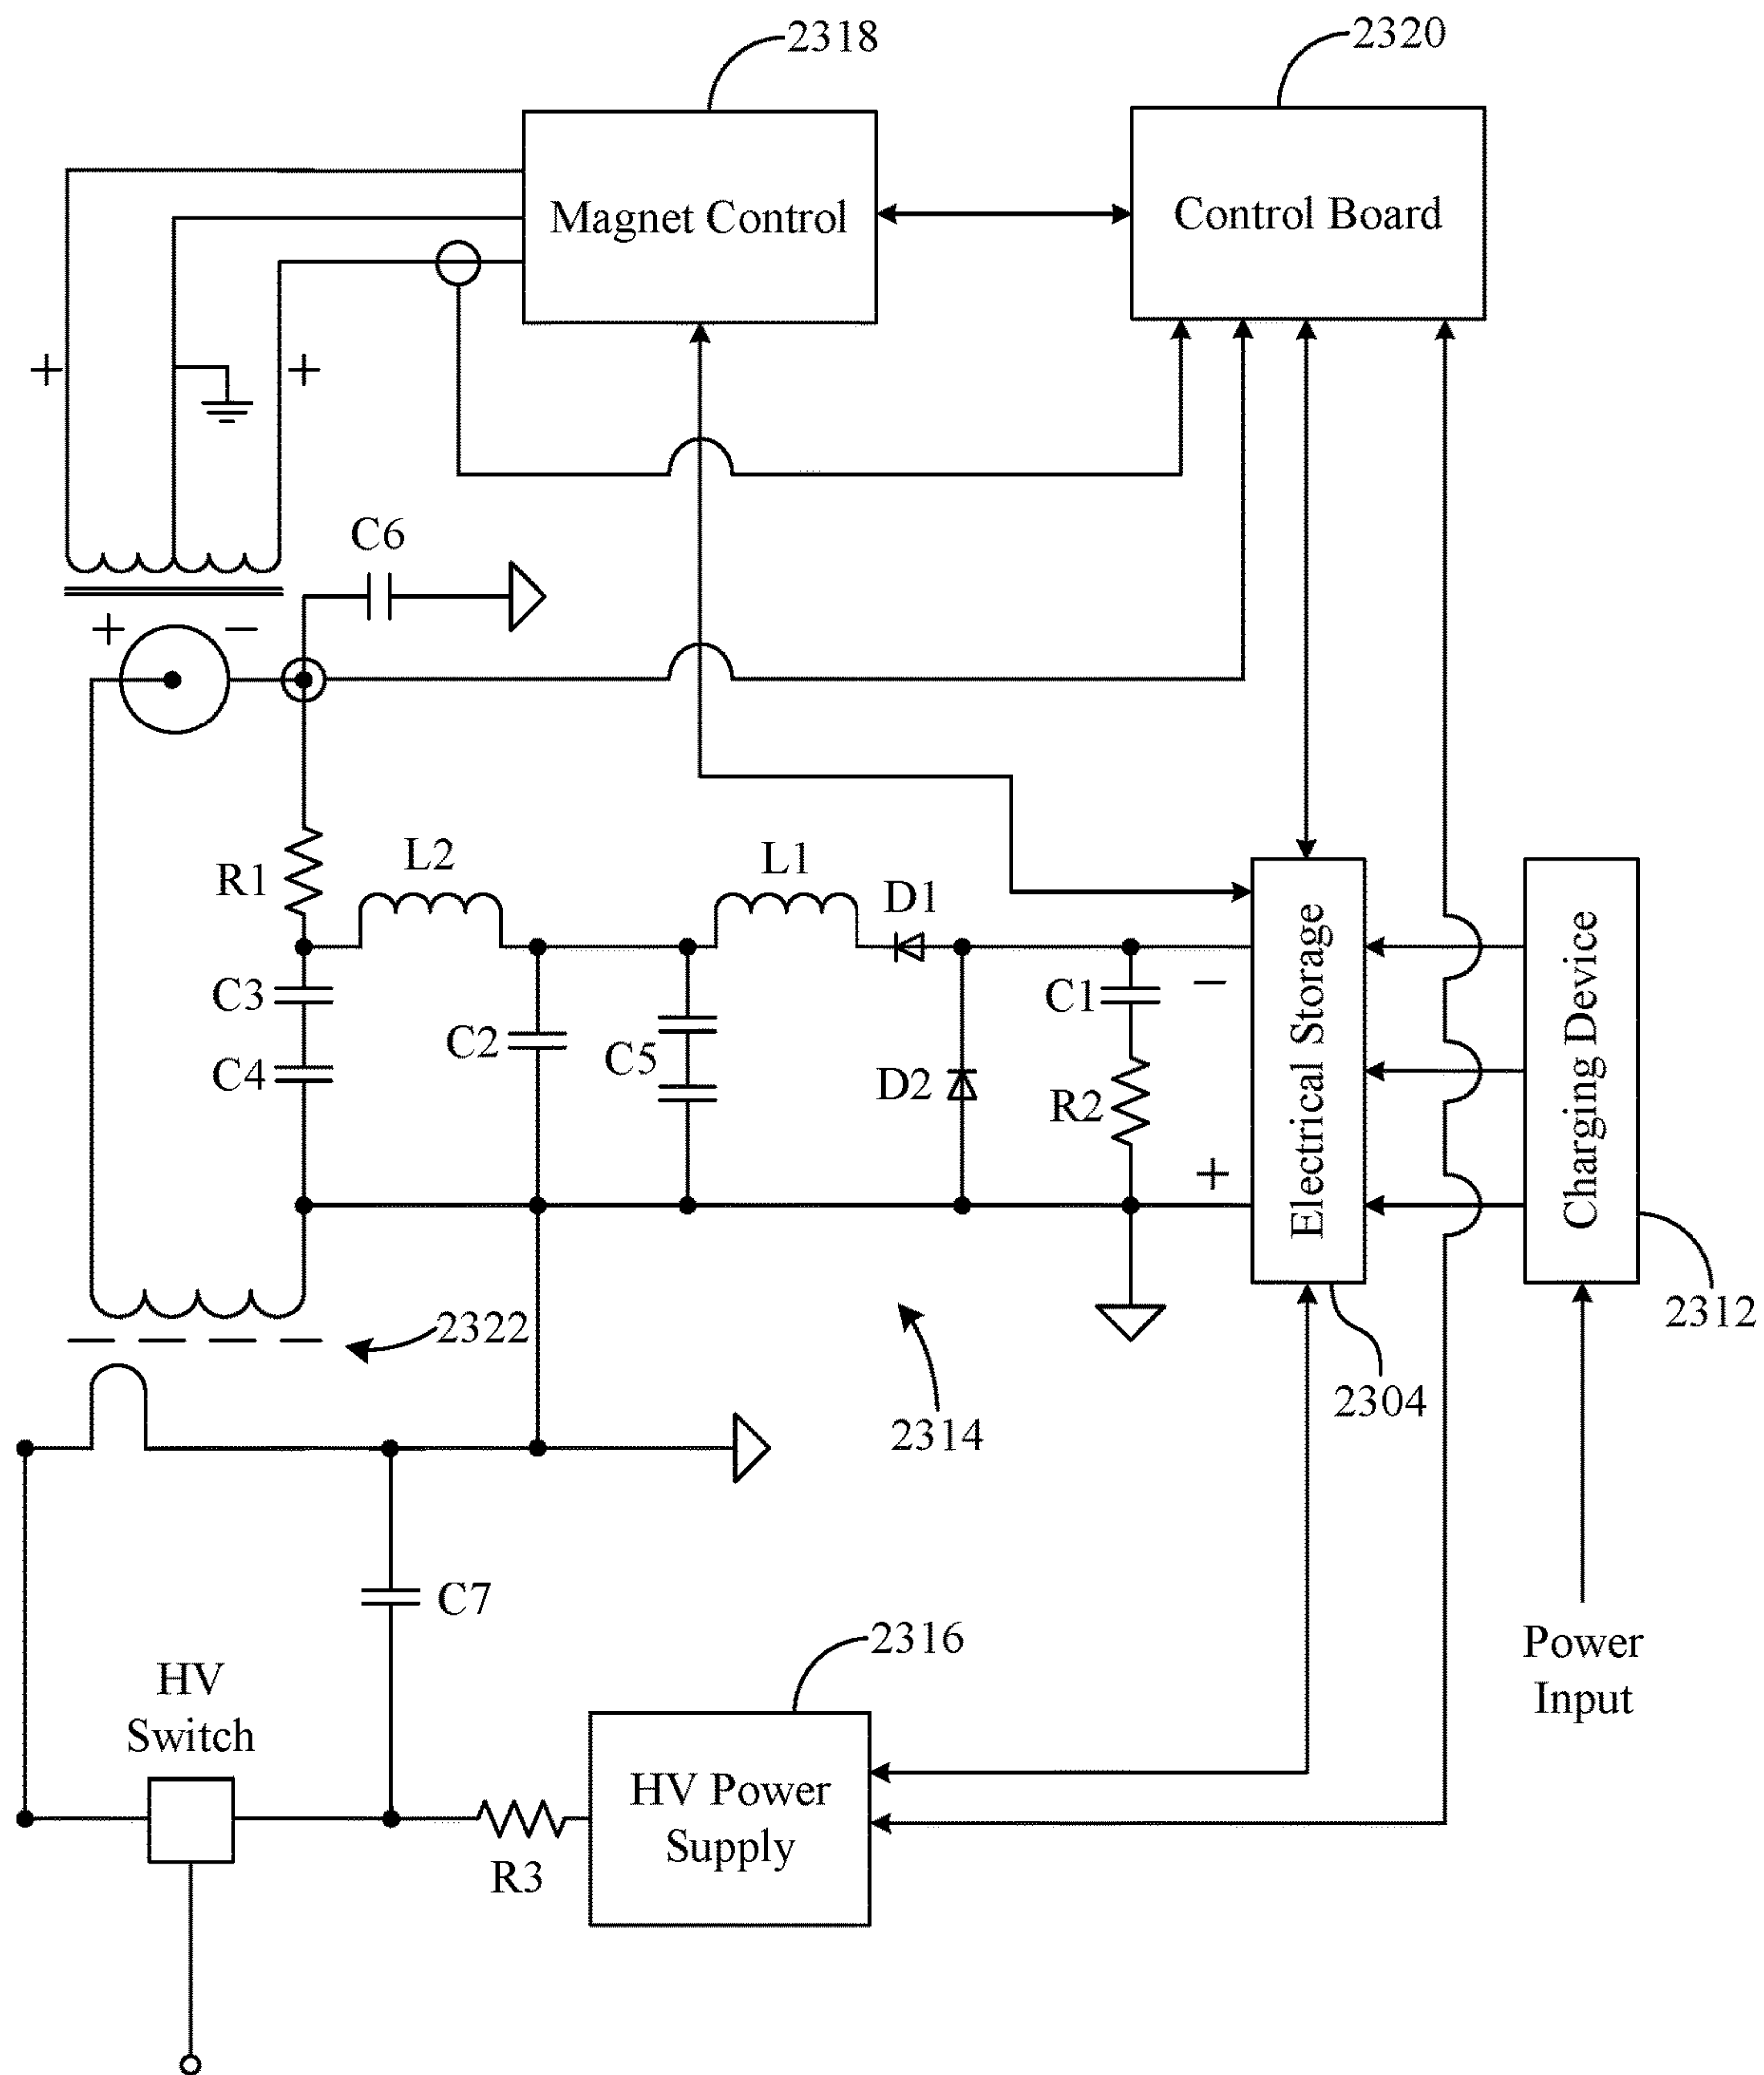 2318
2320
Magnet Control
Control Board
+
+
C6
+
−
R1
L2
L1
D1
C3
C4
C2
C5
D2
C1
R2
−
+
Electrical Storage
Charging Device
2322
2314
2304
2312
C7
HV
Switch
R3
2316
HV Power
Supply
Power
Input